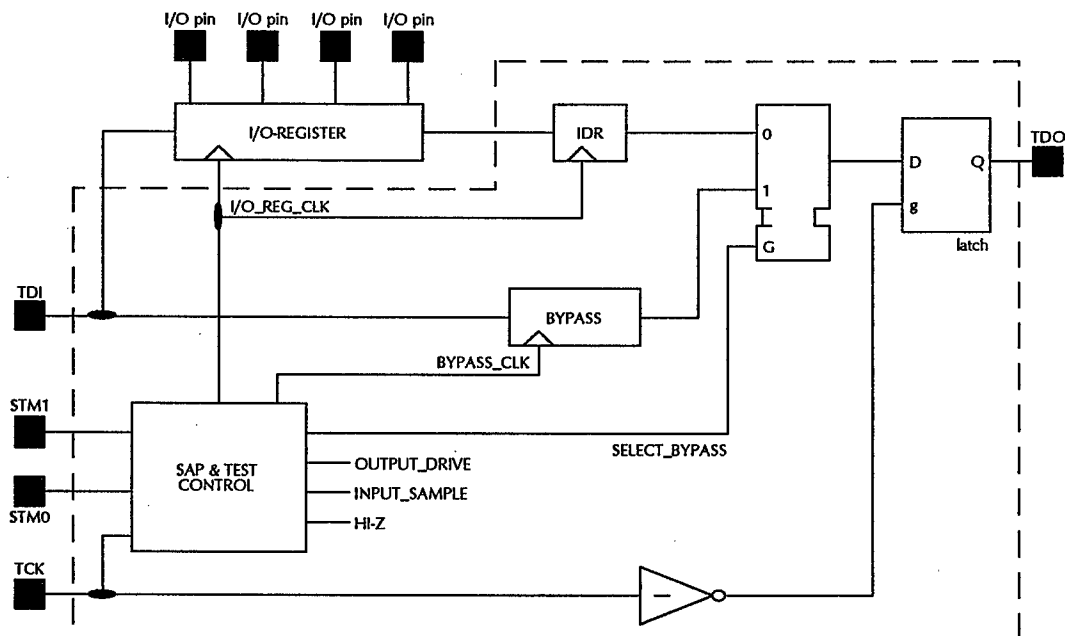 I/O pin I/O pin I/O pin I/O pin
I/O-REGISTER
IDR
0
1
G
D
Q
g
latch
TDO
I/O_REG_CLK
TDI
BYPASS
BYPASS_CLK
STM1
STM0
SAP & TEST
CONTROL
SELECT_BYPASS
OUTPUT_DRIVE
INPUT_SAMPLE
HI-Z
TCK